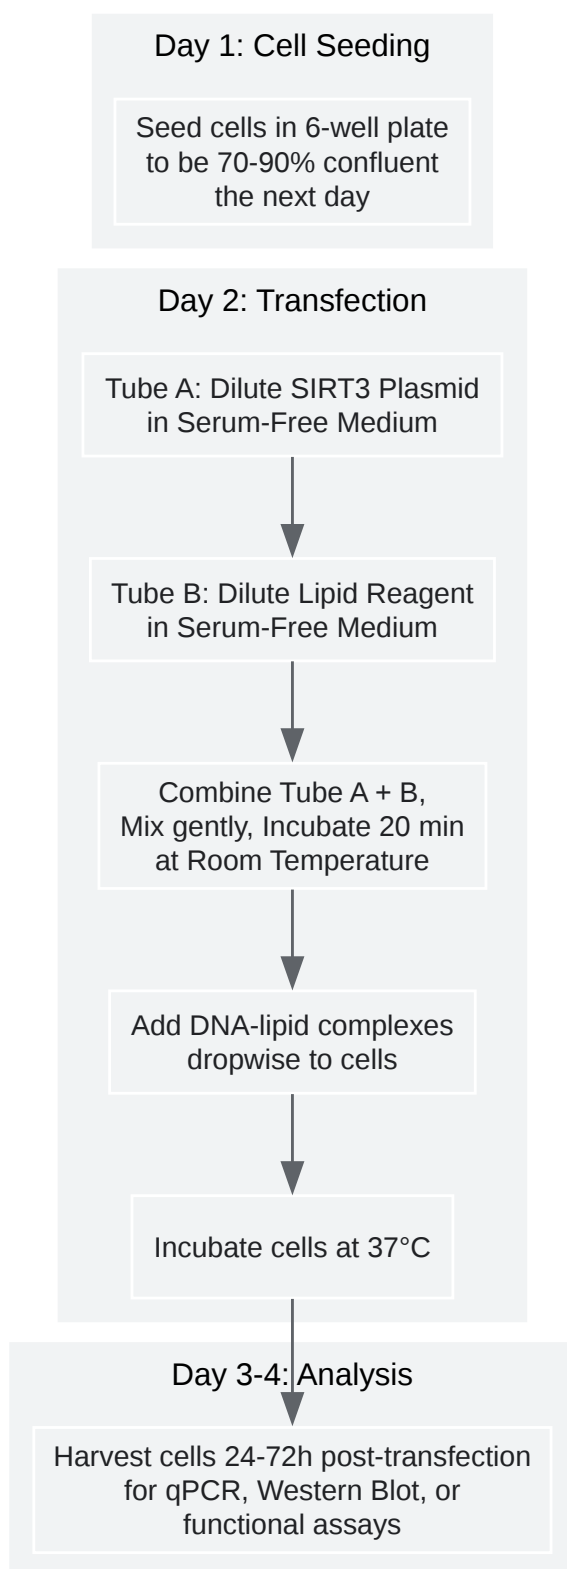 Day 1: Cell Seeding
Seed cells in 6-well plate
to be 70-90% confluent
the next day
Day 2: Transfection
Tube A: Dilute SIRT3 Plasmid
in Serum-Free Medium
Tube B: Dilute Lipid Reagent
in Serum-Free Medium
Combine Tube A + B,
Mix gently, Incubate 20 min
at Room Temperature
Add DNA-lipid complexes
dropwise to cells
Incubate cells at 37°C
Day 3-4: Analysis
Harvest cells 24-72h post-transfection
for qPCR, Western Blot, or
functional assays